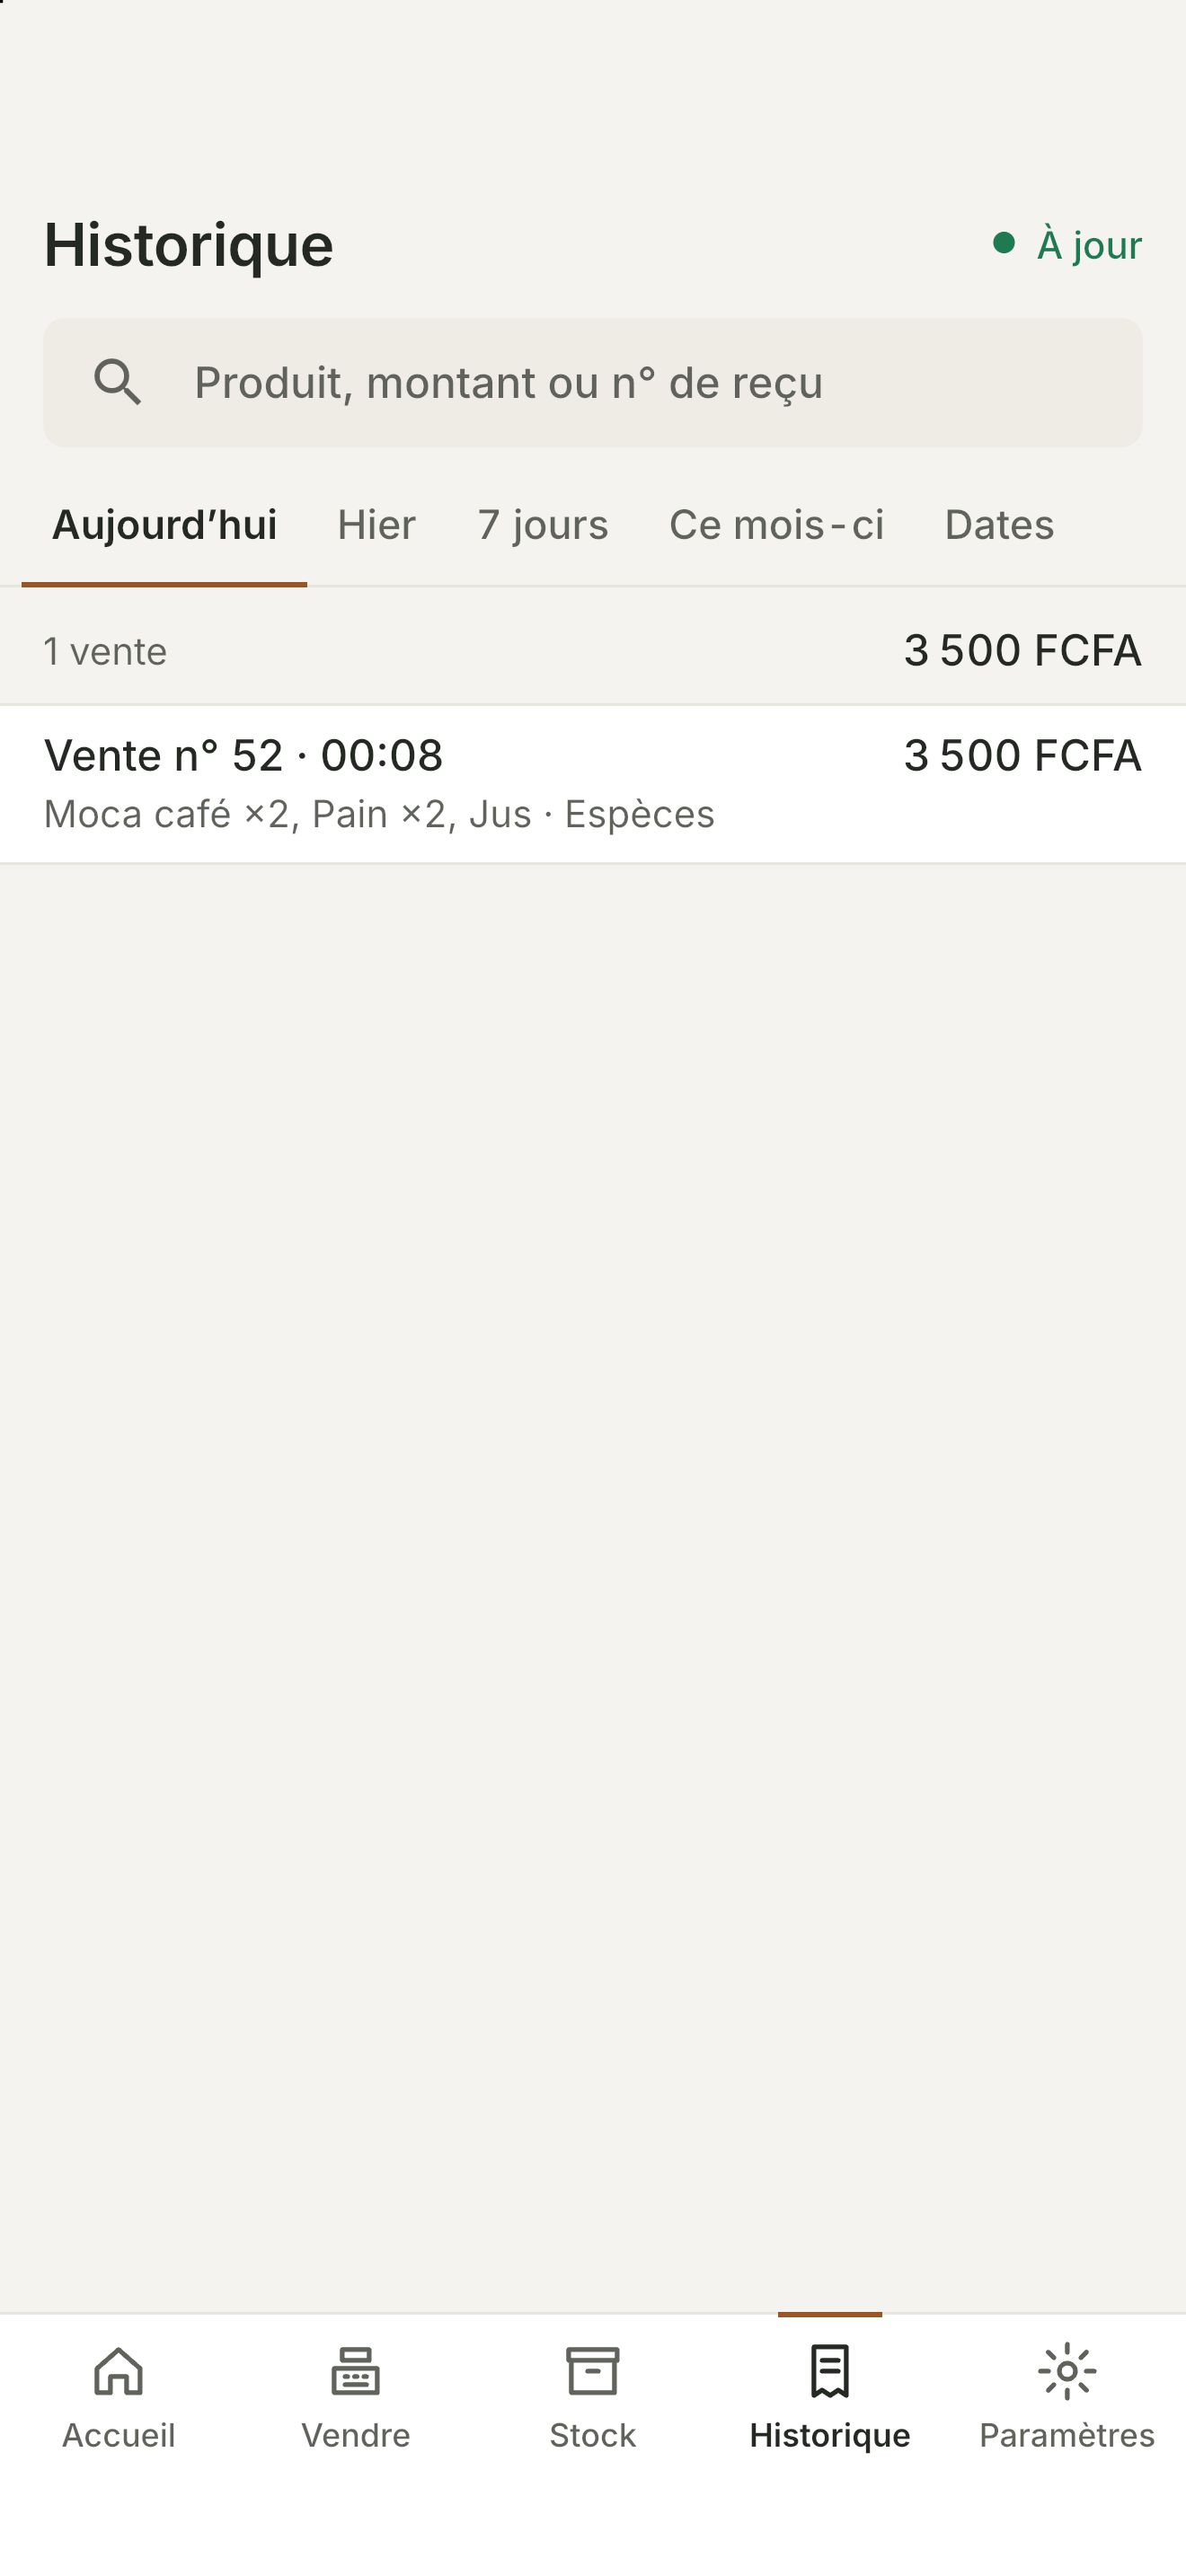 Historique
À jour
Produit, montant ou n° de reçu
Aujourd’hui Hier 7 jours Ce mois-ci Dates
1 vente 3 500 FCFA
Vente n° 52 · 00:08 3 500 FCFA
Moca café ×2, Pain ×2, Jus · Espèces
Accueil Vendre Stock Historique Paramètres